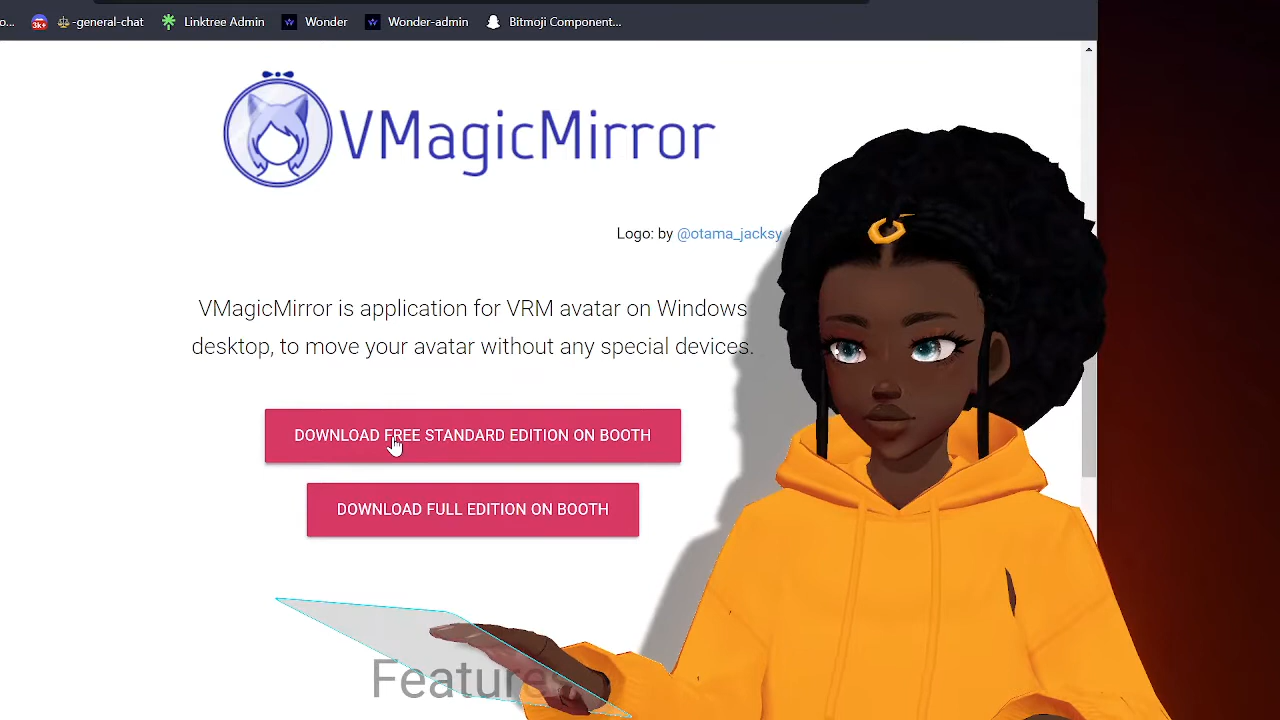 o...
3k+
-general-chat
Linktree Admin
Wonder
Wonder-admin
Bitmoji Component...
VMagicMirror
Logo: by @otama_jacksy
VMagicMirror is application for VRM avatar on Windows
desktop, to move your avatar without any special devices.
DOWNLOAD FREE STANDARD EDITION ON BOOTH
DOWNLOAD FULL EDITION ON BOOTH
Feature